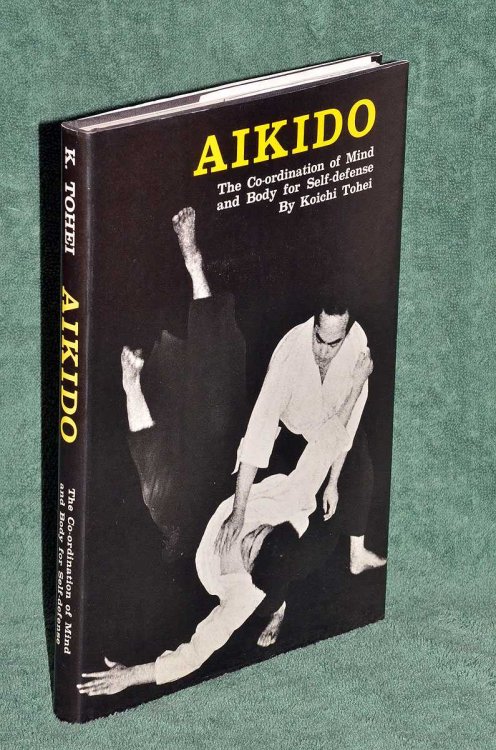 AIKIDO
The Co-ordination of Mind
and Body for Self-defense
By Koichi Tohei
K. TOHEI
AIKIDO
The Co-ordination of Mind
and Body for Self-defense